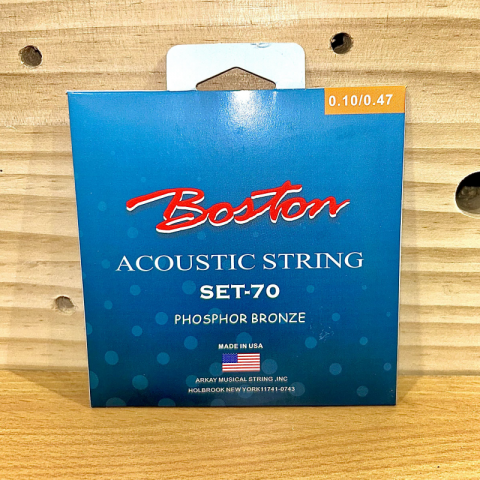 0.10/0.47
Boston
ACOUSTIC STRING
SET-70
PHOSPHOR BRONZE
MADE IN USA
ARKAY MUSICAL STRING ,INC
HOLBROOK NEW YORK11741-0743